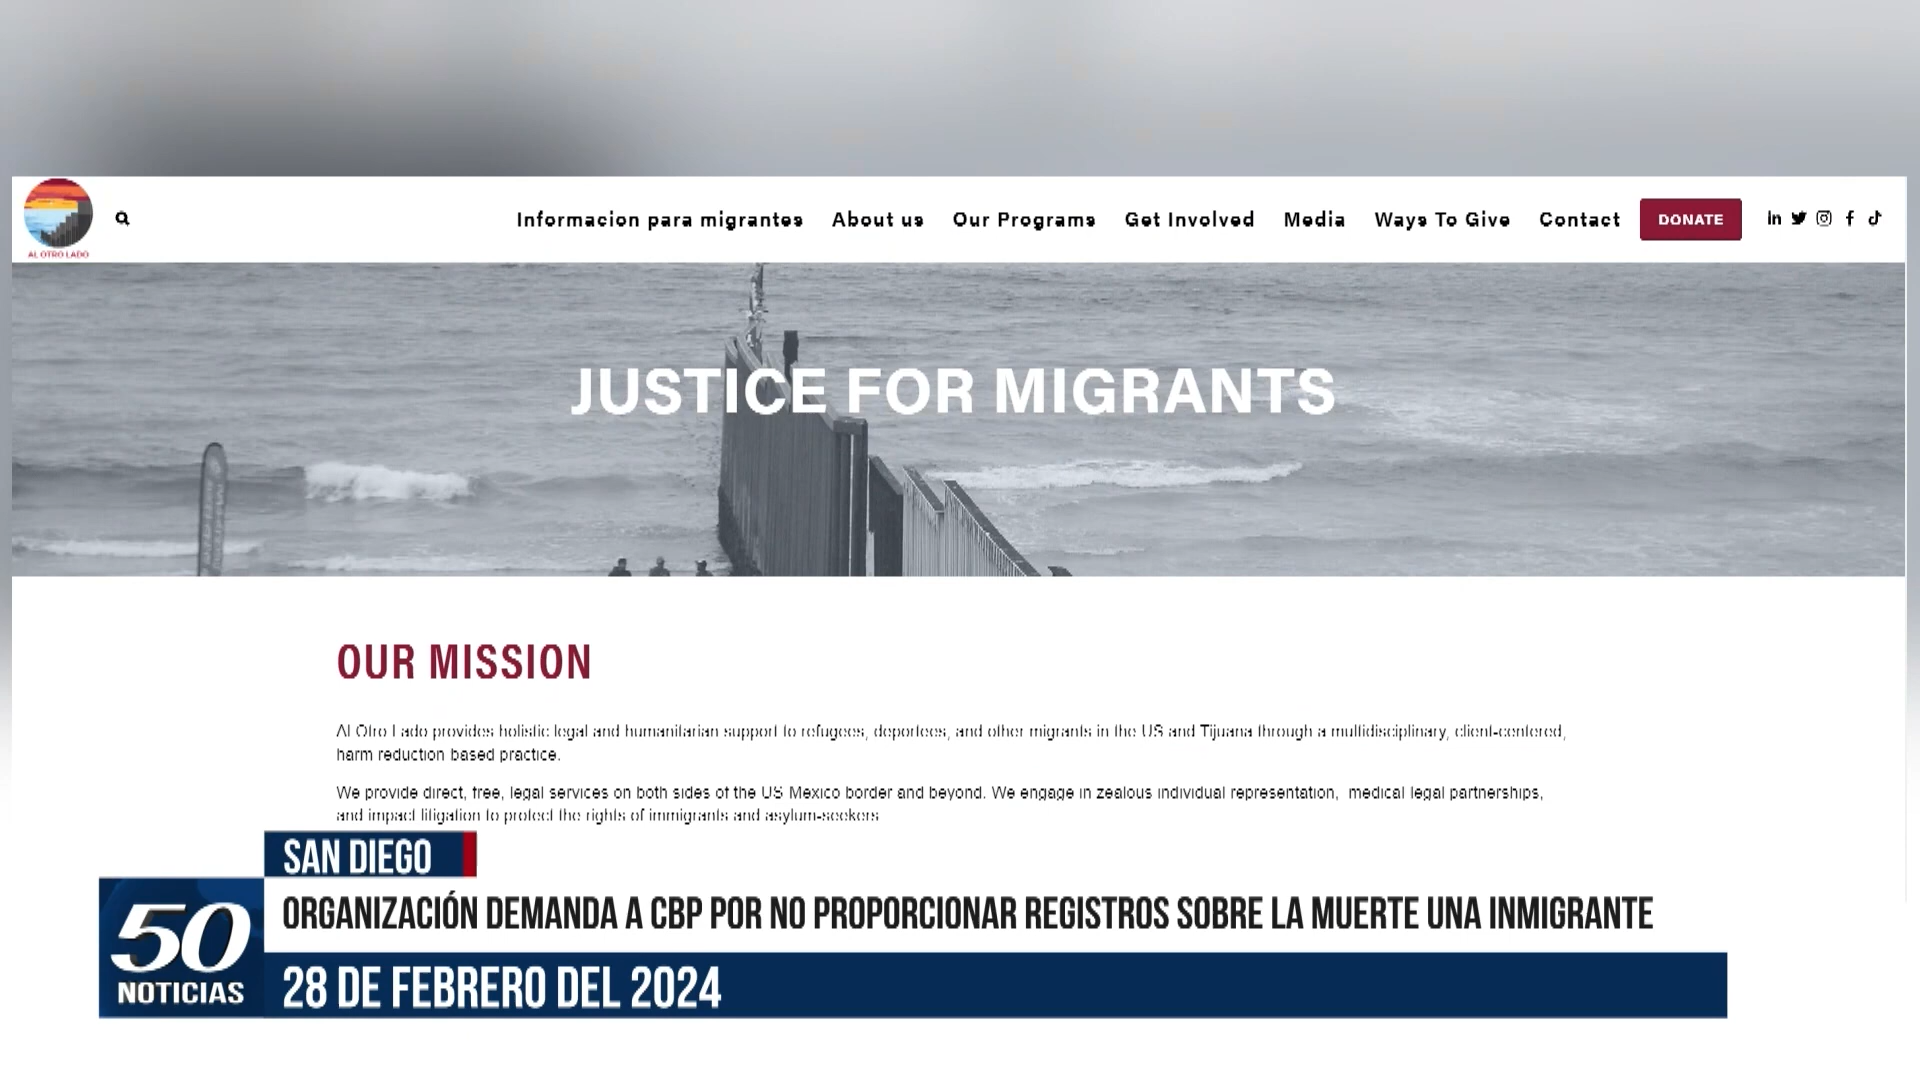 AL OTRO LADO
Informacion para migrantes About us Our Programs Get Involved Media Ways To Give Contact DONATE
JUSTICE FOR MIGRANTS
OUR MISSION
Al Otro Lado provides holistic legal and humanitarian support to refugees, deportees, and other migrants in the US and Tijuana through a multidisciplinary, client-centered,
harm reduction based practice.
We provide direct, free, legal services on both sides of the US Mexico border and beyond. We engage in zealous individual representation, medical legal partnerships,
and impact litigation to protect the rights of immigrants and asylum-seekers
SAN DIEGO
ORGANIZACIÓN DEMANDA A CBP POR NO PROPORCIONAR REGISTROS SOBRE LA MUERTE UNA INMIGRANTE
50
NOTICIAS
28 DE FEBRERO DEL 2024